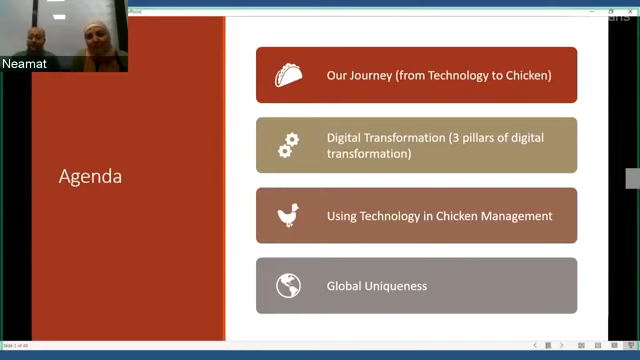 Neamat
Our Journey (from Technology to Chicken)
Digital Transformation (3 pillars of digital
transformation)
Agenda
Using Technology in Chicken Management
Global Uniqueness